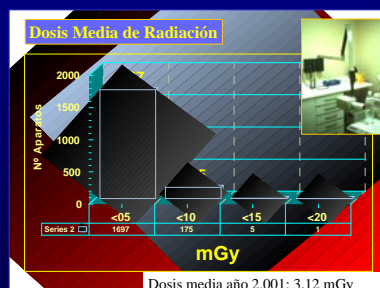 Dosis Media de Radiación
2000
1500
1000
500
0
Nº Aparatos
<05 <10 <15 <20
Series 2 1697 175 5 1
mGy
Dosis media año 2.001: 3.12 mGy